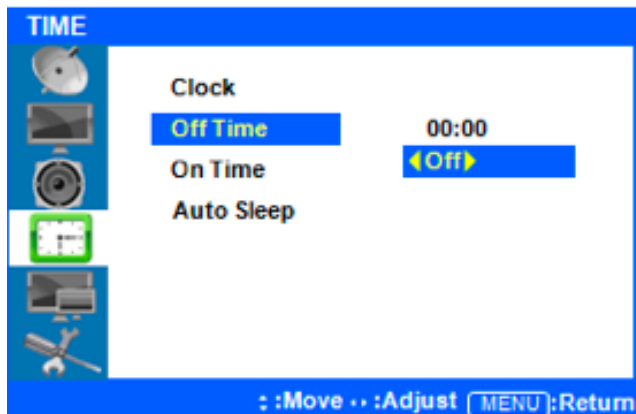 TIME
Clock
Off Time 00:00
On Time Off
Auto Sleep
:Move :Adjust MENU:Return